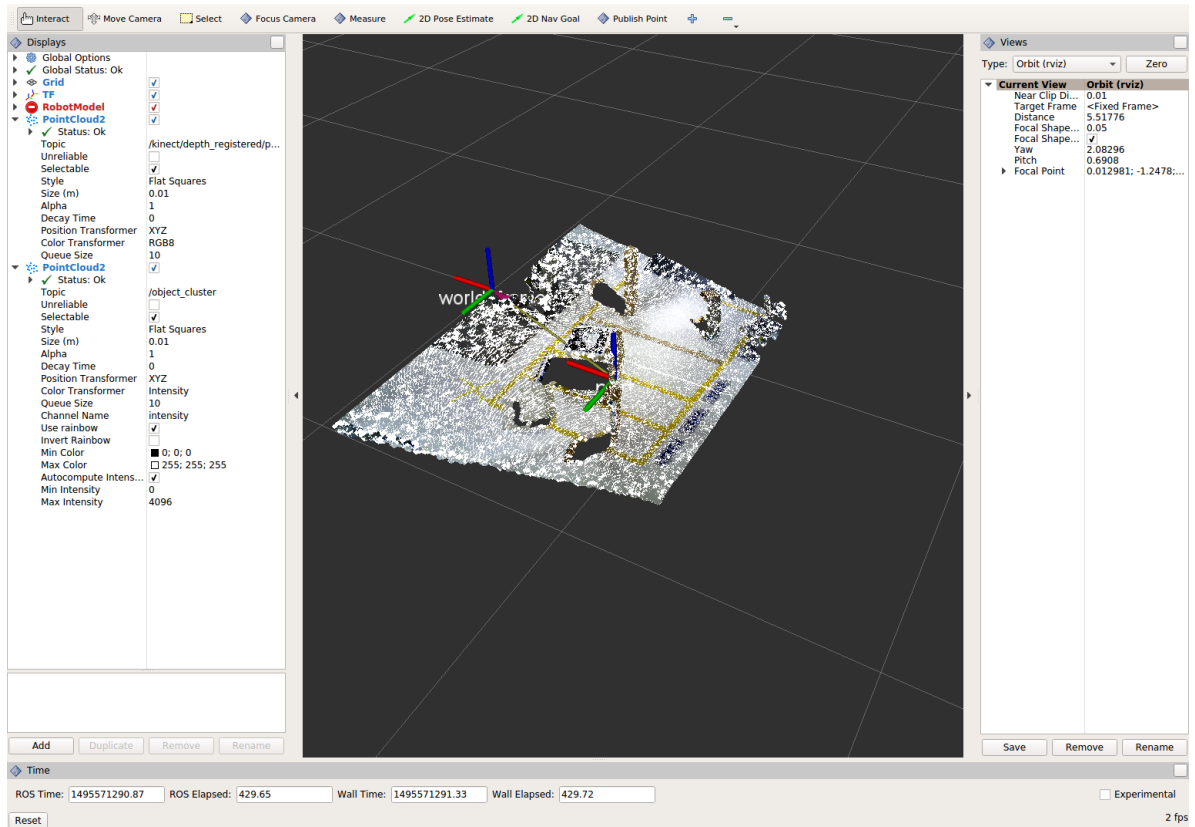 Interact Move Camera Select Focus Camera Measure 2D Pose Estimate 2D Nav Goal Publish Point
Displays
Global Options
Global Status: Ok
Grid
TF
RobotModel
PointCloud2
Status: Ok
Topic /kinect/depth_registered/p...
Unreliable
Selectable
Style Flat Squares
Size (m) 0.01
Alpha 1
Decay Time 0
Position Transformer XYZ
Color Transformer RGB8
Queue Size 10
PointCloud2
Status: Ok
Topic /object_cluster
Unreliable
Selectable
Style Flat Squares
Size (m) 0.01
Alpha 1
Decay Time 0
Position Transformer XYZ
Color Transformer Intensity
Queue Size 10
Channel Name intensity
Use rainbow
Invert Rainbow
Min Color 0; 0; 0
Max Color 255; 255; 255
Autocompute Intens...
Min Intensity 0
Max Intensity 4096
Add Duplicate Remove Rename
world
Views
Type: Orbit (rviz) Zero
Current View Orbit (rviz)
Near Clip Di... 0.01
Target Frame <Fixed Frame>
Distance 5.51776
Focal Shape... 0.05
Focal Shape...
Yaw 2.08296
Pitch 0.6908
Focal Point 0.012981; -1.2478;...
Save Remove Rename
Time
ROS Time: 1495571290.87 ROS Elapsed: 429.65 Wall Time: 1495571291.33 Wall Elapsed: 429.72 Experimental
Reset 2 fps